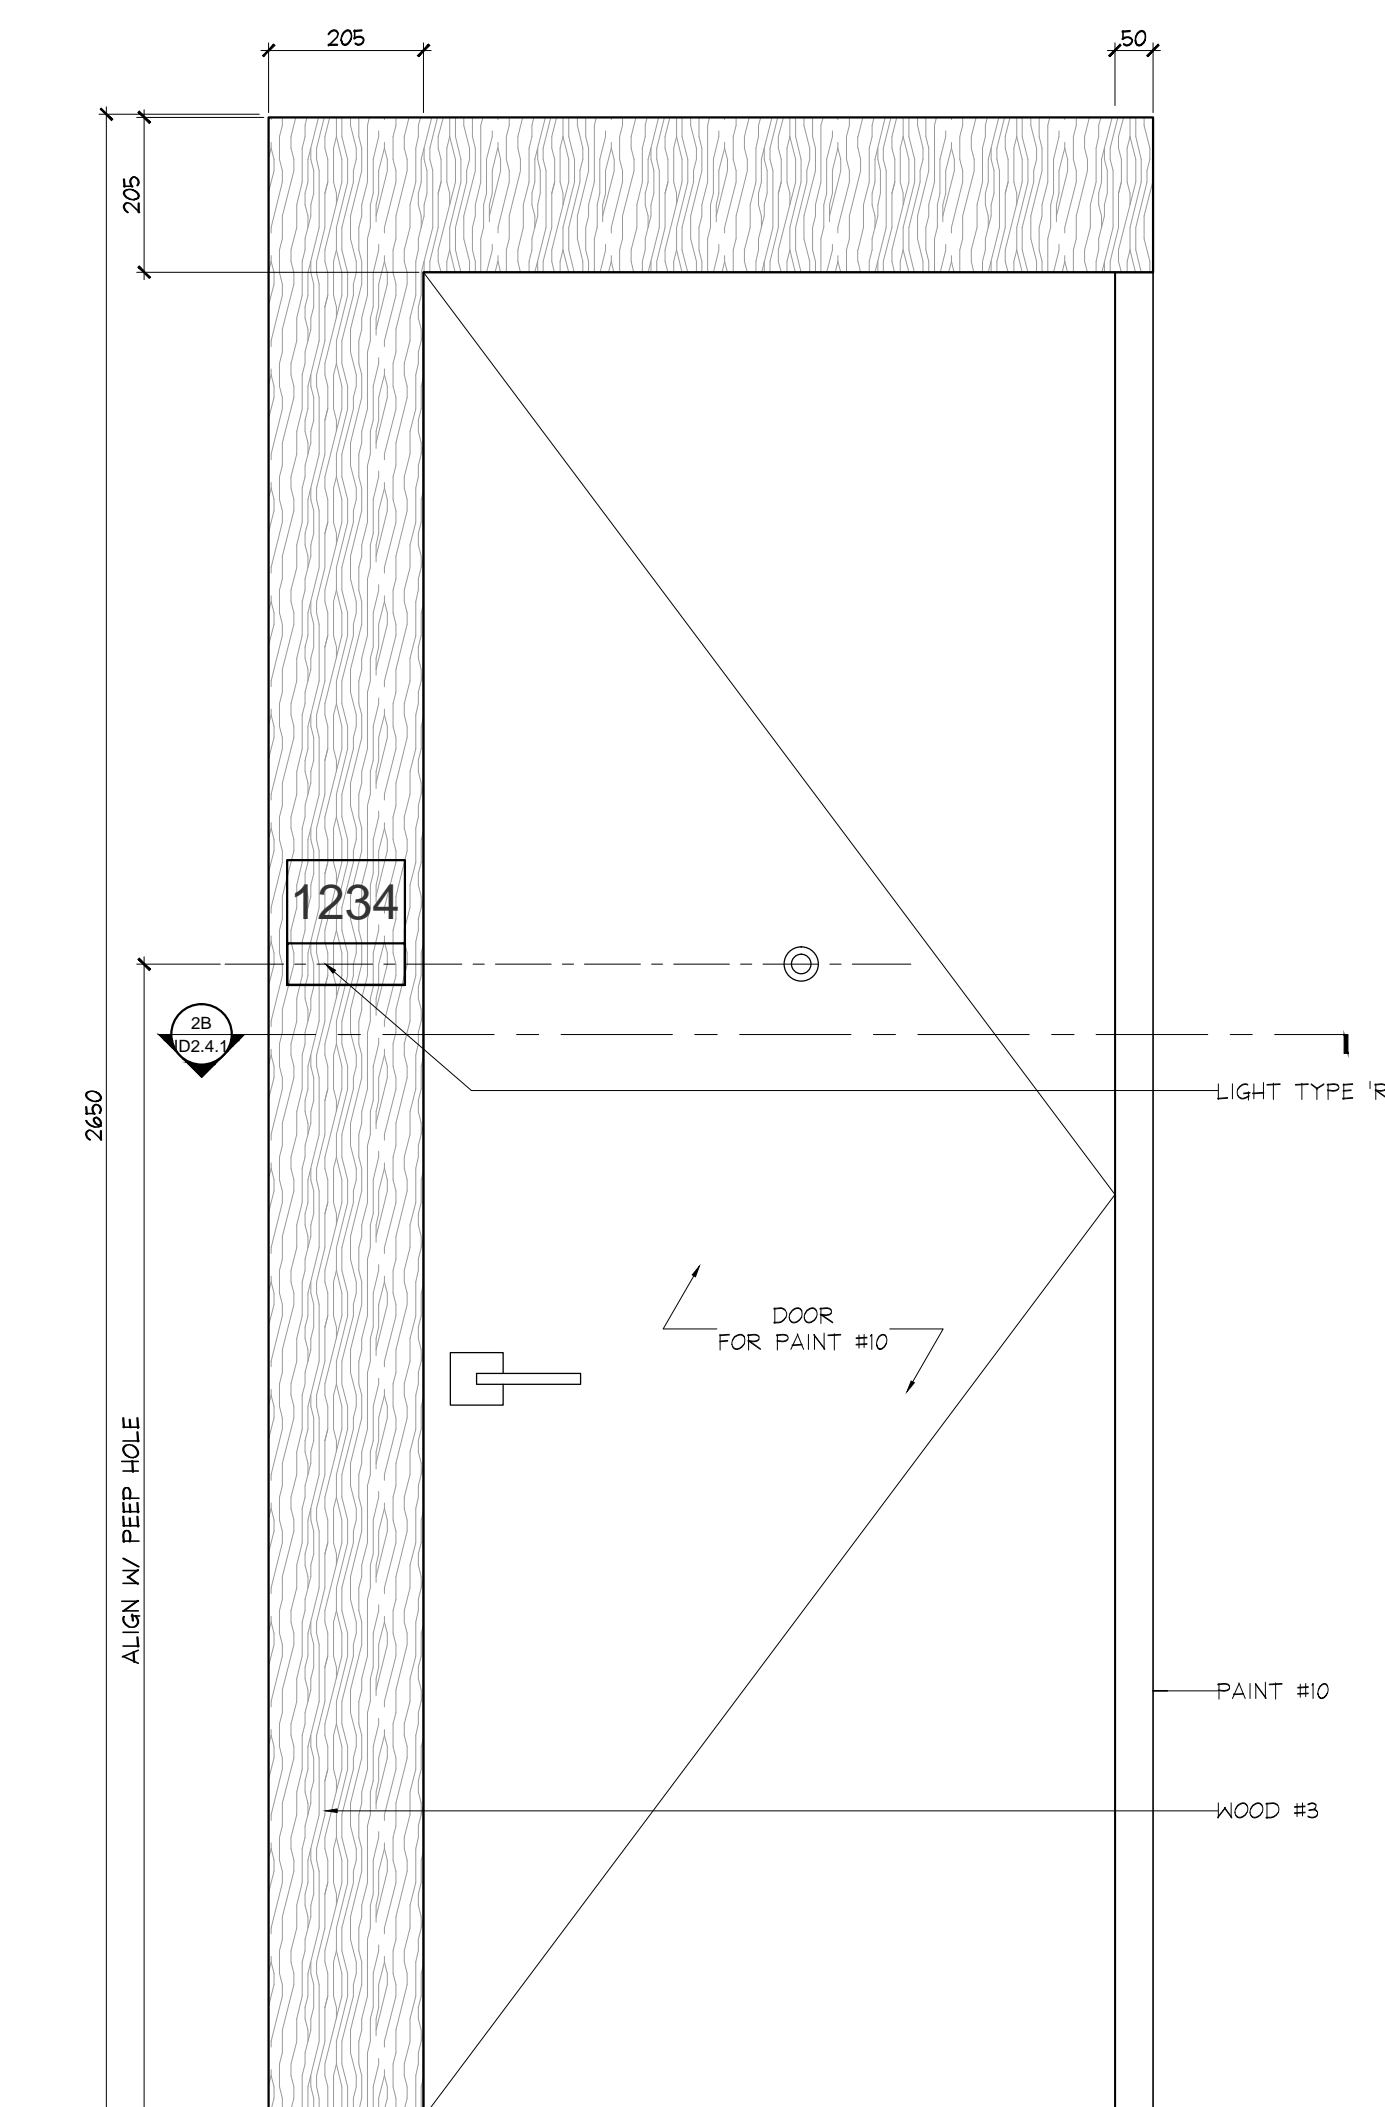 205
50
205
1234
2B
ID2.4.1
2650
LIGHT TYPE 'R
DOOR
FOR PAINT #10
ALIGN W/ PEEP HOLE
PAINT #10
WOOD #3